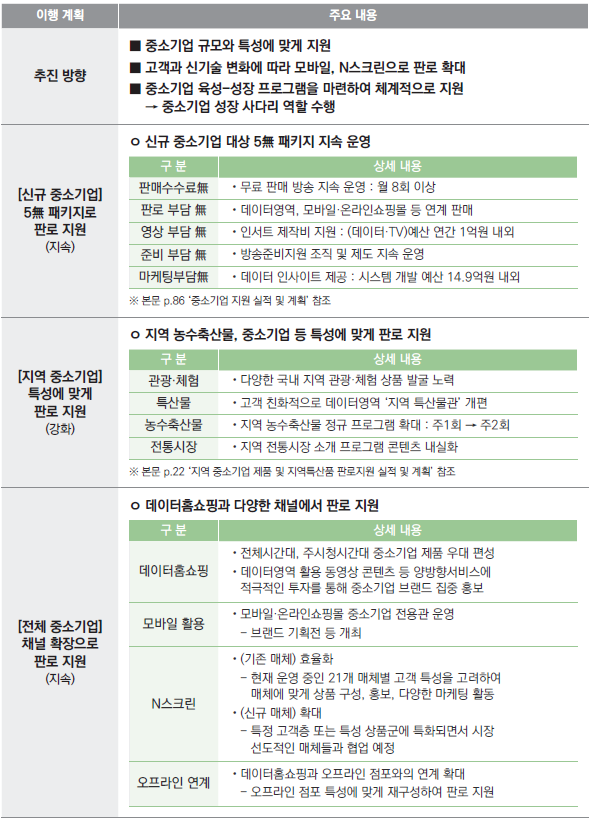 이행 계획 주요 내용
추진 방향
■ 중소기업 규모와 특성에 맞게 지원
■ 고객과 신기술 변화에 따라 모바일, N스크린으로 판로 확대
■ 중소기업 육성-성장 프로그램을 마련하여 체계적으로 지원
→ 중소기업 성장 사다리 역할 수행
[신규 중소기업]
5無 패키지로
판로 지원
(지속)
ㅇ 신규 중소기업 대상 5無 패키지 지속 운영
구 분 상세 내용
판매수수료無 • 무료 판매 방송 지속 운영 : 월 8회 이상
판로 부담 無 • 데이터영역, 모바일·온라인쇼핑몰 등 연계 판매
영상 부담 無 • 인서트 제작비 지원 : (데이터·TV)예산 연간 1억원 내외
준비 부담 無 • 방송준비지원 조직 및 제도 지속 운영
마케팅부담無 • 데이터 인사이트 제공 : 시스템 개발 예산 14.9억원 내외
※ 본문 p.86 '중소기업 지원 실적 및 계획' 참조
[지역 중소기업]
특성에 맞게
판로 지원
(강화)
ㅇ 지역 농수축산물, 중소기업 등 특성에 맞게 판로 지원
구 분 상세 내용
관광·체험 • 다양한 국내 지역 관광·체험 상품 발굴 노력
특산물 • 고객 친화적으로 데이터영역 '지역 특산물관' 개편
농수축산물 • 지역 농수축산물 정규 프로그램 확대 : 주1회 → 주2회
전통시장 • 지역 전통시장 소개 프로그램 콘텐츠 내실화
※ 본문 p.22 '지역 중소기업 제품 및 지역특산품 판로지원 실적 및 계획' 참조
[전체 중소기업]
채널 확장으로
판로 지원
(지속)
ㅇ 데이터홈쇼핑과 다양한 채널에서 판로 지원
구 분 상세 내용
데이터홈쇼핑
• 전체시간대, 주시청시간대 중소기업 제품 우대 편성
• 데이터영역 활용 동영상 콘텐츠 등 양방향서비스에
적극적인 투자를 통해 중소기업 브랜드 집중 홍보
모바일 활용
• 모바일·온라인쇼핑몰 중소기업 전용관 운영
– 브랜드 기획전 등 개최
N스크린
• (기존 매체) 효율화
– 현재 운영 중인 21개 매체별 고객 특성을 고려하여
매체에 맞게 상품 구성, 홍보, 다양한 마케팅 활동
• (신규 매체) 확대
– 특정 고객층 또는 특성 상품군에 특화되면서 시장
선도적인 매체들과 협업 예정
오프라인 연계
• 데이터홈쇼핑과 오프라인 점포와의 연계 확대
– 오프라인 점포 특성에 맞게 재구성하여 판로 지원